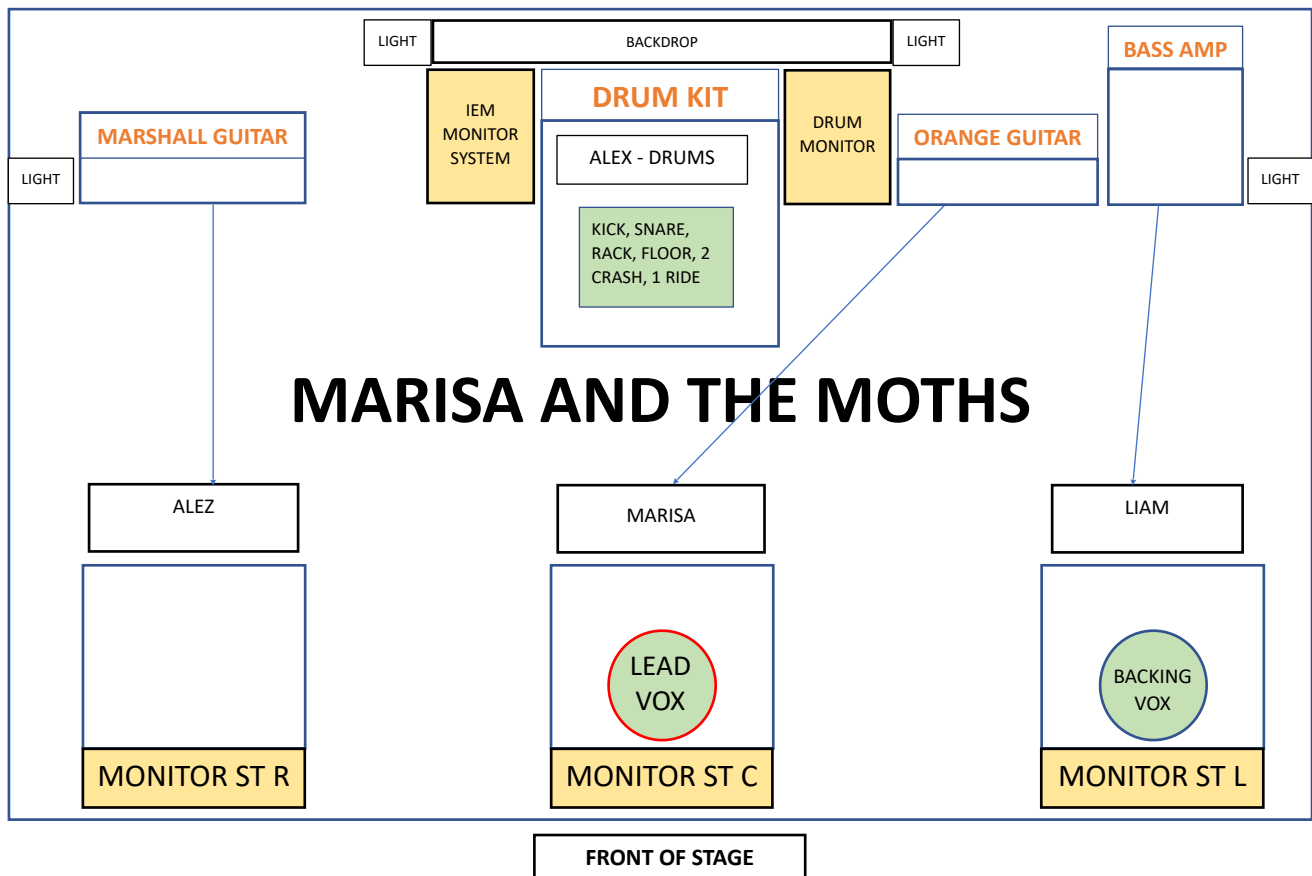 LIGHT
BACKDROP
LIGHT
BASS AMP
MARSHALL GUITAR
IEM
MONITOR
SYSTEM
DRUM KIT
DRUM
MONITOR
ORANGE GUITAR
LIGHT
ALEX - DRUMS
LIGHT
KICK, SNARE,
RACK, FLOOR, 2
CRASH, 1 RIDE
MARISA AND THE MOTHS
ALEZ
MARISA
LIAM
LEAD
VOX
BACKING
VOX
MONITOR ST R
MONITOR ST C
MONITOR ST L
FRONT OF STAGE